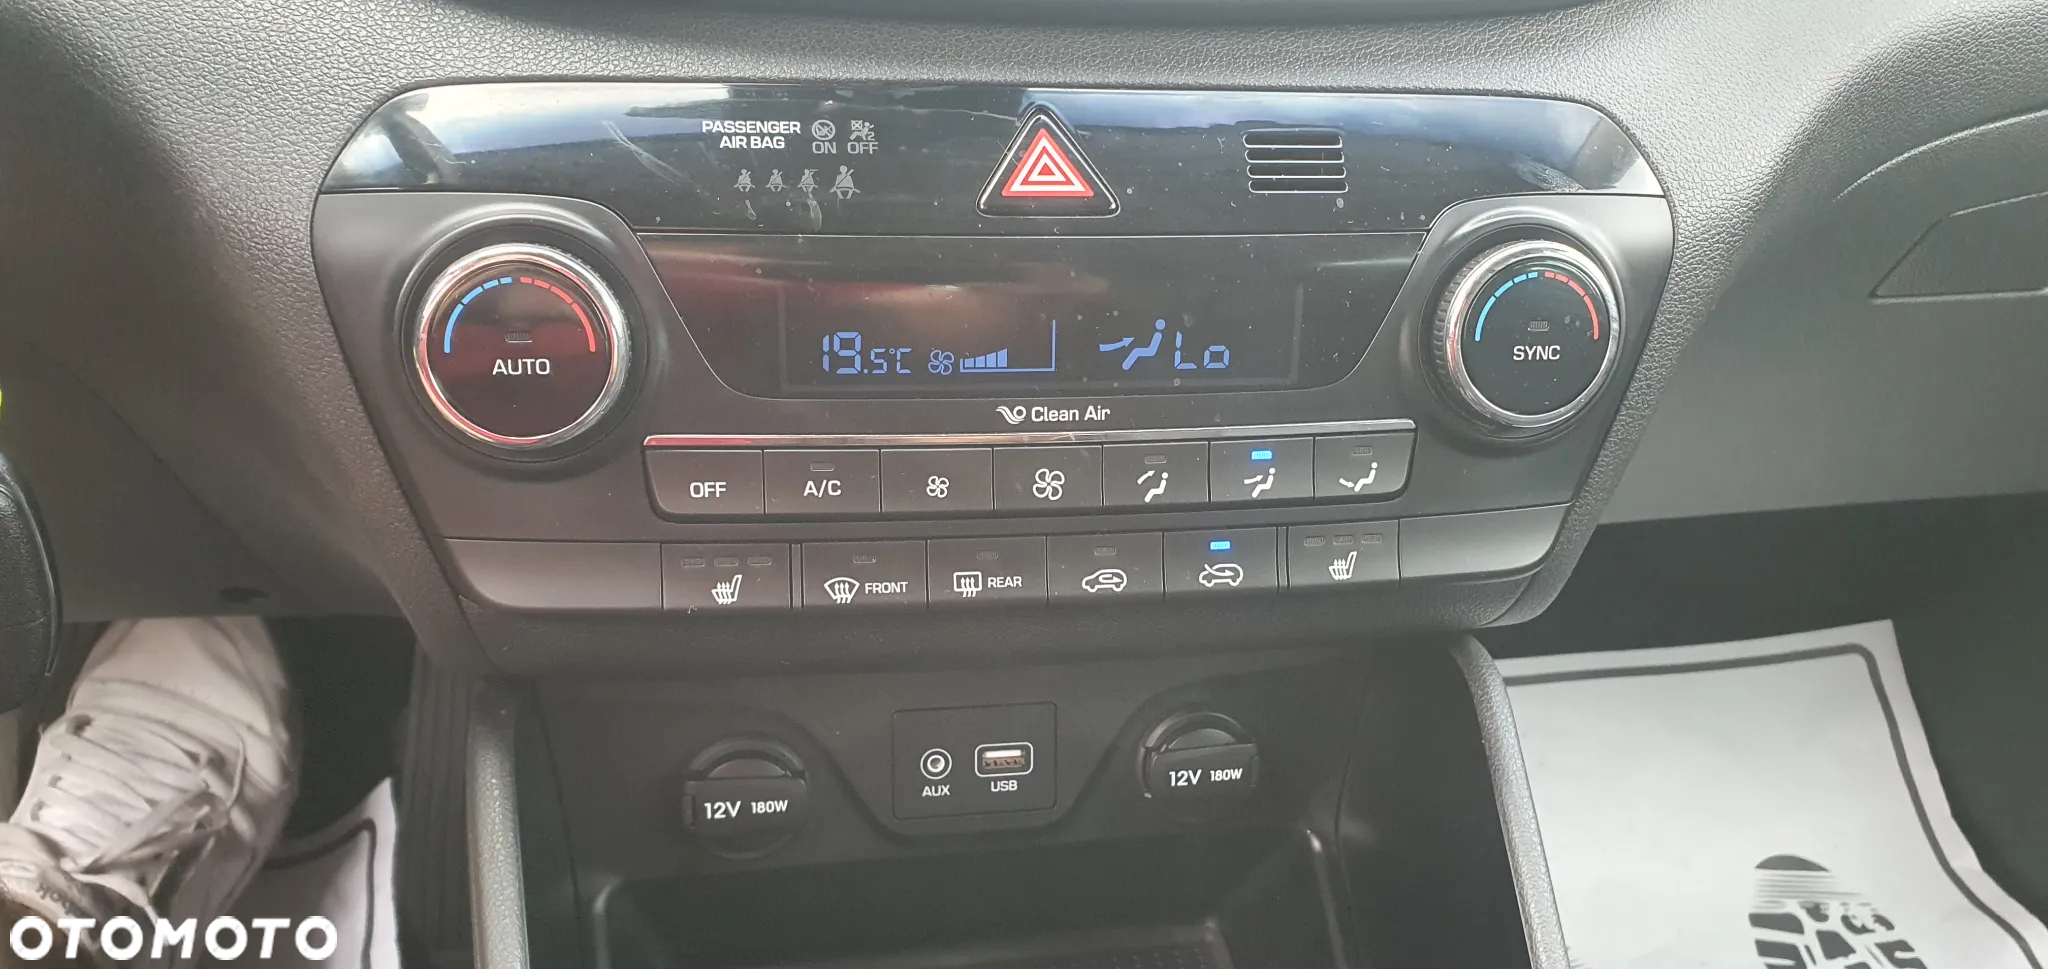 PASSENGER
AIR BAG
ON
OFF
2
19.5°C
Lo
AUTO
SYNC
Clean Air
OFF
A/C
FRONT
REAR
12V 180W
AUX
USB
12V 180W
OTOMOTO